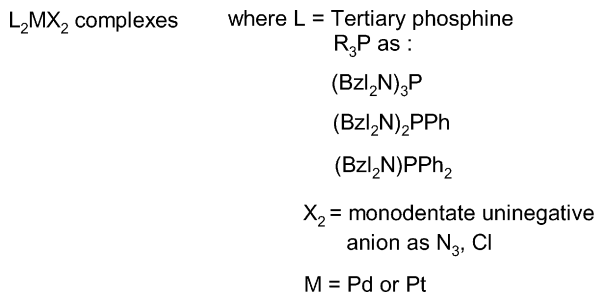 L₂MX₂ complexes where L = Tertiary phosphine
R₃P as :
(Bzl₂N)₃P
(Bzl₂N)₂PPh
(Bzl₂N)PPh₂
X₂ = monodentate uninegative
anion as N₃, Cl
M = Pd or Pt